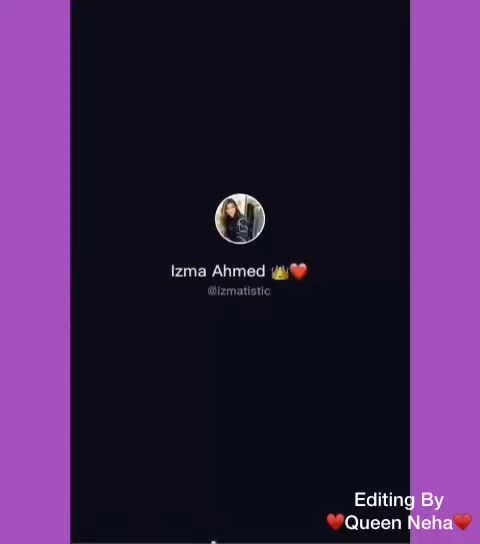 Izma Ahmed 👑❤️
@izmatistic
Editing By
❤️Queen Neha❤️